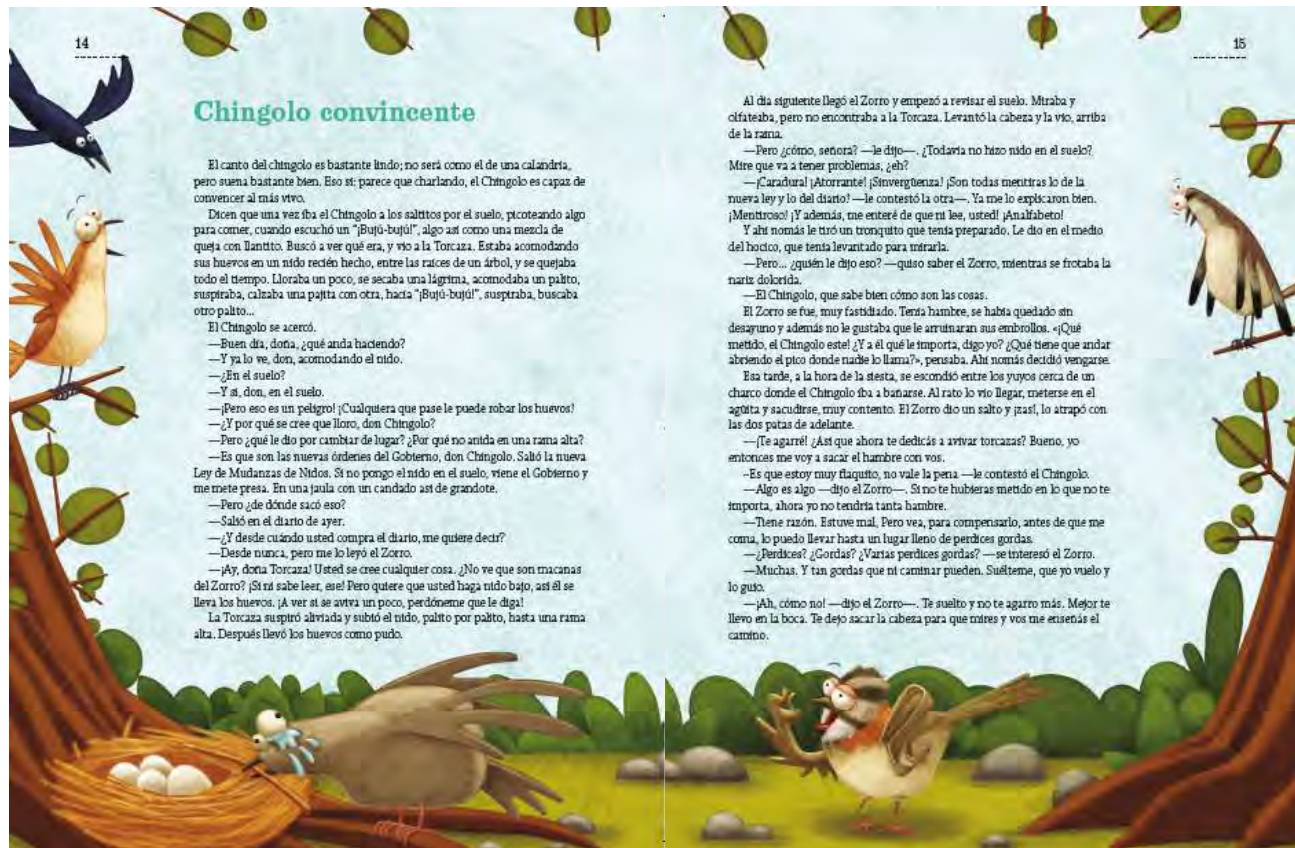 14
Chingolo convincente
El canto del chingolo es bastante lindo; no será como el de una calandria,
pero suena bastante bien. Eso sí: parece que charlando, el Chingolo es capaz de
convencer al más vivo.
Dicen que una vez iba el Chingolo a los saltitos por el suelo, picoteando algo
para comer, cuando escuchó un "¡Bujú-bujú!", algo así como una mezcla de
queja con llantito. Buscó a ver qué era, y vio a la Torcaza. Estaba acomodando
sus huevos en un nido recién hecho, entre las raíces de un árbol, y se quejaba
todo el tiempo. Lloraba un poco, se secaba una lágrima, acomodaba un palito,
suspiraba, calzaba una pajita con otra, hacía "¡Bujú-bujú!", suspiraba, buscaba
otro palito...
El Chingolo se acercó.
—Buen día, doña, ¿qué anda haciendo?
—Y ya lo ve, don, acomodando el nido.
—¿En el suelo?
—Y sí, don, en el suelo.
—¡Pero eso es un peligro! ¡Cualquiera que pase le puede robar los huevos!
—¿Y por qué se cree que lloro, don Chingolo?
—Pero ¿qué le dio por cambiar de lugar? ¿Por qué no anida en una rama alta?
—Es que son las nuevas órdenes del Gobierno, don Chingolo. Salió la nueva
Ley de Mudanzas de Nidos. Si no pongo el nido en el suelo, viene el Gobierno y
me mete presa. En una jaula con un candado así de grandote.
—Pero ¿de dónde sacó eso?
—Salió en el diario de ayer.
—¿Y desde cuándo usted compra el diario, me quiere decir?
—Desde nunca, pero me lo leyó el Zorro.
—¡Ay, doña Torcaza! Usted se cree cualquier cosa. ¿No ve que son macanas
del Zorro? ¡Si ni sabe leer, ese! Pero quiere que usted haga nido bajo, así él se
lleva los huevos. ¡A ver si se aviva un poco, perdóneme que le diga!
La Torcaza suspiró aliviada y subió el nido, palito por palito, hasta una rama
alta. Después llevó los huevos como pudo.
15
Al día siguiente llegó el Zorro y empezó a revisar el suelo. Miraba y
olfateaba, pero no encontraba a la Torcaza. Levantó la cabeza y la vio, arriba
de la rama.
—Pero ¿cómo, señora? —le dijo—. ¿Todavía no hizo nido en el suelo?
Mire que va a tener problemas, ¿eh?
—¡Caradura! ¡Atorrante! ¡Sinvergüenza! ¡Son todas mentiras lo de la
nueva ley y lo del diario! —le contestó la otra—. Ya me lo explicaron bien.
¡Mentiroso! ¡Y además, me enteré de que ni lee, usted! ¡Analfabeto!
Y ahí nomás le tiró un tronquito que tenía preparado. Le dio en el medio
del hocico, que tenía levantado para mirarla.
—Pero... ¿quién le dijo eso? —quiso saber el Zorro, mientras se frotaba la
nariz dolorida.
—El Chingolo, que sabe bien cómo son las cosas.
El Zorro se fue, muy fastidiado. Tenía hambre, se había quedado sin
desayuno y además no le gustaba que le arruinaran sus embrollos. «¡Qué
metido, el Chingolo este! ¿Y a él qué le importa, digo yo? ¿Qué tiene que andar
abriendo el pico donde nadie lo llama?», pensaba. Ahí nomás decidió vengarse.
Esa tarde, a la hora de la siesta, se escondió entre los yuyos cerca de un
charco donde el Chingolo iba a bañarse. Al rato lo vio llegar, meterse en el
agüita y sacudirse, muy contento. El Zorro dio un salto y ¡zas!, lo atrapó con
las dos patas de adelante.
—¡Te agarré! ¿Así que ahora te dedicás a avivar torcazas? Bueno, yo
entonces me voy a sacar el hambre con vos.
–Es que estoy muy flaquito, no vale la pena —le contestó el Chingolo.
—Algo es algo —dijo el Zorro—. Si no te hubieras metido en lo que no te
importa, ahora yo no tendría tanta hambre.
—Tiene razón. Estuve mal, Pero vea, para compensarlo, antes de que me
coma, lo puedo llevar hasta un lugar lleno de perdices gordas.
—¿Perdices? ¿Gordas? ¿Varias perdices gordas? —se interesó el Zorro.
—Muchas. Y tan gordas que ni caminar pueden. Suélteme, que yo vuelo y
lo guío.
—¡Ah, cómo no! —dijo el Zorro—. Te suelto y no te agarro más. Mejor te
llevo en la boca. Te dejo sacar la cabeza para que mires y vos me enseñás el
camino.